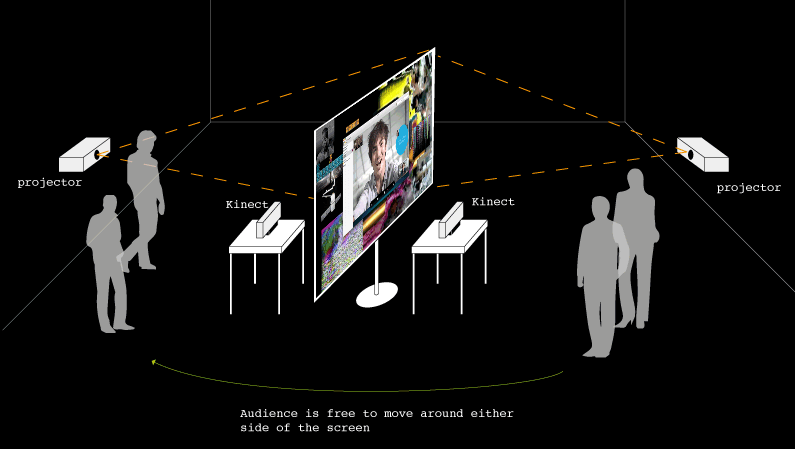 projector
Kinect
Kinect
projector
Audience is free to move around either
side of the screen